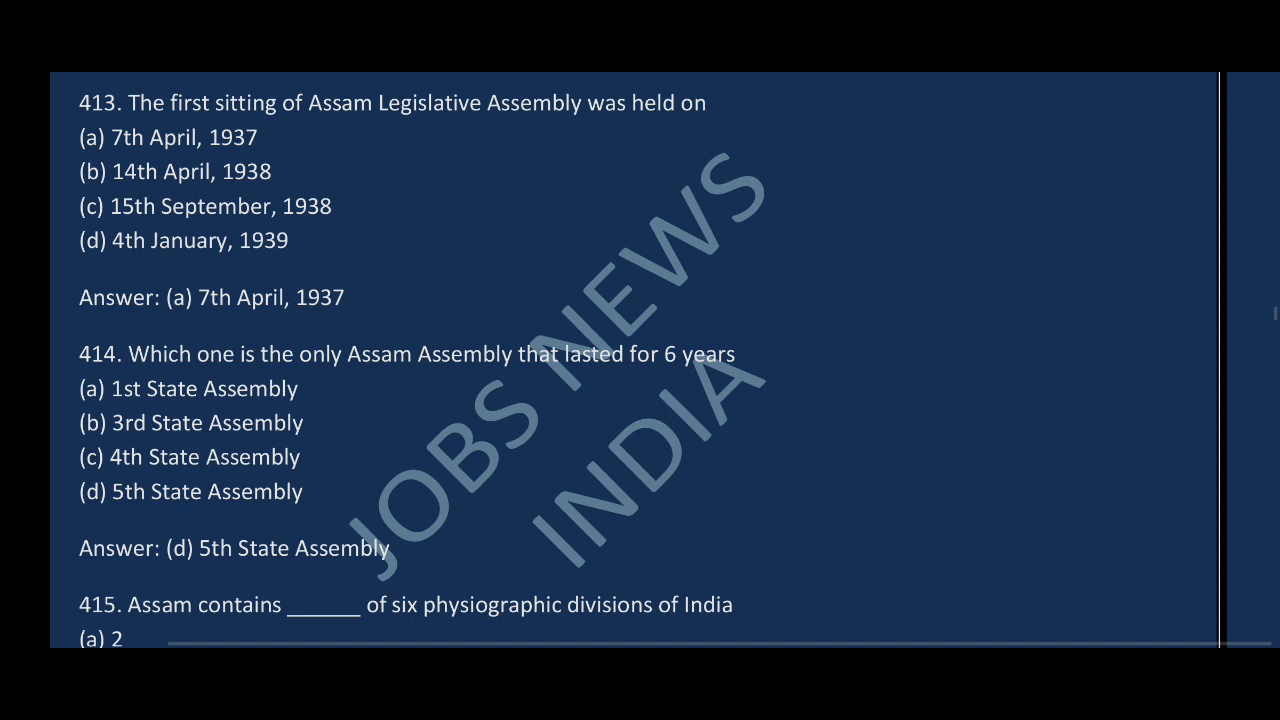 413. The first sitting of Assam Legislative Assembly was held on
(a) 7th April, 1937
(b) 14th April, 1938
(c) 15th September, 1938
(d) 4th January, 1939
Answer: (a) 7th April, 1937
414. Which one is the only Assam Assembly that lasted for 6 years
(a) 1st State Assembly
(b) 3rd State Assembly
(c) 4th State Assembly
(d) 5th State Assembly
Answer: (d) 5th State Assembly
415. Assam contains ______ of six physiographic divisions of India
(a) 2
JOBS NEWS
INDIA